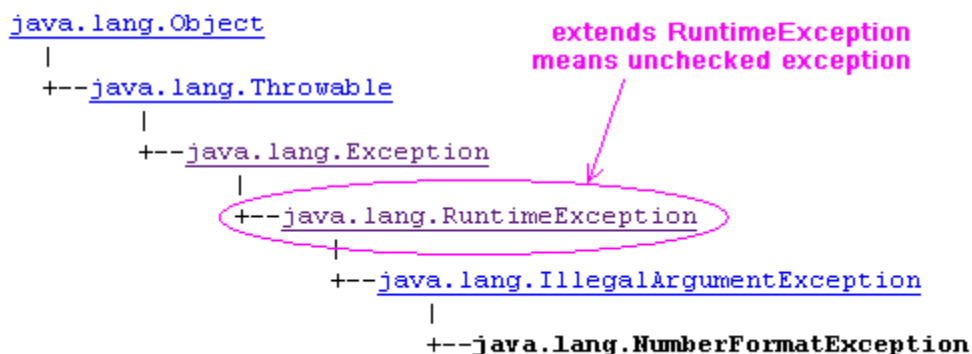 java.lang.Object
extends RuntimeException
means unchecked exception
|
+--java.lang.Throwable
|
+--java.lang.Exception
|
+--java.lang.RuntimeException
|
+--java.lang.IllegalArgumentException
|
+--java.lang.NumberFormatException